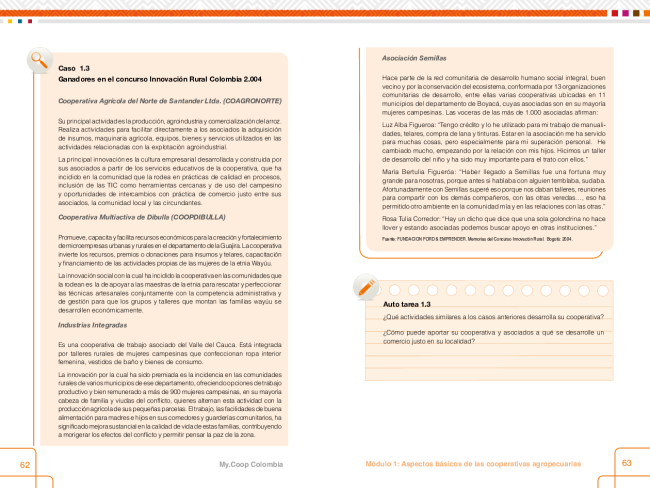 Caso 1.3
Ganadores en el concurso Innovación Rural Colombia 2.004
Cooperativa Agrícola del Norte de Santander Ltda. (COAGRONORTE)
Su principal actividad es la producción, agroindustria y comercialización del arroz.
Realiza actividades para facilitar directamente a los asociados la adquisición
de insumos, maquinaria agrícola, equipos, bienes y servicios utilizados en las
actividades relacionadas con la explotación agroindustrial.
La principal innovación es la cultura empresarial desarrollada y construida por
sus asociados a partir de los servicios educativos de la cooperativa, que ha
incidido en la comunidad que la rodea en prácticas de calidad en procesos,
inclusión de las TIC como herramientas cercanas y de uso del campesino
y oportunidades de intercambios con práctica de comercio justo entre sus
asociados, la comunidad local y las circundantes.
Cooperativa Multiactiva de Dibulla (COOPDIBULLA)
Promueve, capacita y facilita recursos económicos para la creación y fortalecimiento
de microempresas urbanas y rurales en el departamento de la Guajira. La cooperativa
invierte los recursos, premios o donaciones para insumos y telares, capacitación
y financiamiento de las actividades propias de las mujeres de la etnia Wayúu.
La innovación social con la cual ha incidido la cooperativa en las comunidades que
la rodean es la de apoyar a las maestras de la etnia para rescatar y perfeccionar
las técnicas artesanales conjuntamente con la competencia administrativa y
de gestión para que los grupos y talleres que montan las familias wayúu se
desarrollen económicamente.
Industrias Integradas
Es una cooperativa de trabajo asociado del Valle del Cauca. Está integrada
por talleres rurales de mujeres campesinas que confeccionan ropa interior
femenina, vestidos de baño y bienes de consumo.
La innovación por la cual ha sido premiada es la incidencia en las comunidades
rurales de varios municipios de ese departamento, ofreciendo opciones de trabajo
productivo y bien remunerado a más de 900 mujeres campesinas, en su mayoría
cabeza de familia y viudas del conflicto, quienes alternan esta actividad con la
producción agrícola de sus pequeñas parcelas. El trabajo, las facilidades de buena
alimentación para madres e hijos en sus comedores y guarderías comunitarios, ha
significado mejora sustancial en la calidad de vida de estas familias, contribuyendo
a morigerar los efectos del conflicto y permitir pensar la paz de la zona.
62
My.Coop Colombia
Asociación Semillas
Hace parte de la red comunitaria de desarrollo humano social integral, buen
vecino y por la conservación del ecosistema, conformada por 13 organizaciones
comunitarias de desarrollo, entre ellas varias cooperativas ubicadas en 11
municipios del departamento de Boyacá, cuyas asociadas son en su mayoría
mujeres campesinas. Las voceras de las más de 1.000 asociadas afirman:
Luz Alba Figueroa: "Tengo crédito y lo he utilizado para mi trabajo de manuali-
dades, telares, compra de lana y tinturas. Estar en la asociación me ha servido
para muchas cosas, pero especialmente para mi superación personal. He
cambiado mucho, empezando por la relación con mis hijos. Hicimos un taller
de desarrollo del niño y ha sido muy importante para el trato con ellos."
María Bertulia Figueroa: "Haber llegado a Semillas fue una fortuna muy
grande para nosotras, porque antes si hablaba con alguien temblaba, sudaba.
Afortunadamente con Semillas superé eso porque nos daban talleres, reuniones
para compartir con los demás compañeros, con las otras veredas…, eso ha
permitido otro ambiente en la comunidad mía y en las relaciones con las otras."
Rosa Tulia Corredor: "Hay un dicho que dice que una sola golondrina no hace
llover y estando asociadas podemos buscar apoyo en otras instituciones."
Fuente: FUNDACION FORD & EMPRENDER. Memorias del Concurso Innovación Rural. Bogotá: 2004.
Auto tarea 1.3
¿Qué actividades similares a los casos anteriores desarrolla su cooperativa?
¿Cómo puede aportar su cooperativa y asociados a qué se desarrolle un
comercio justo en su localidad?
Módulo 1: Aspectos básicos de las cooperativas agropecuarias
63